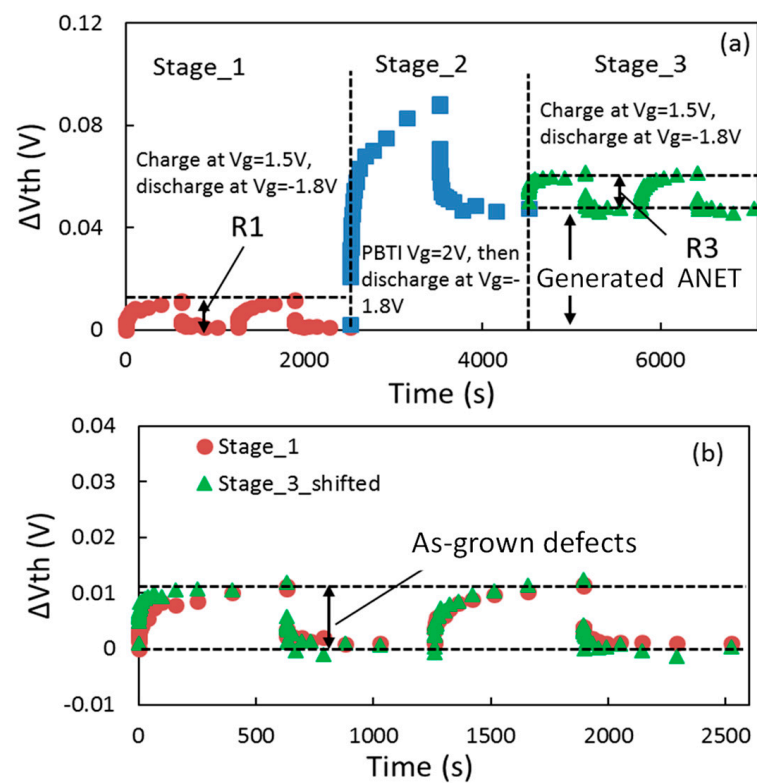 (a)
Stage_1
Stage_2
Stage_3
0.12
0.08
0.04
0
ΔVth (V)
Charge at Vg=1.5V,
discharge at Vg=-1.8V
R1
PBTI Vg=2V, then
discharge at Vg=-
1.8V
Charge at Vg=1.5V,
discharge at Vg=-1.8V
R3
Generated ANET
0
2000
4000
6000
Time (s)
(b)
Stage_1
Stage_3_shifted
As-grown defects
0.04
0.03
0.02
0.01
0
-0.01
ΔVth (V)
0
500
1000
1500
2000
2500
Time (s)